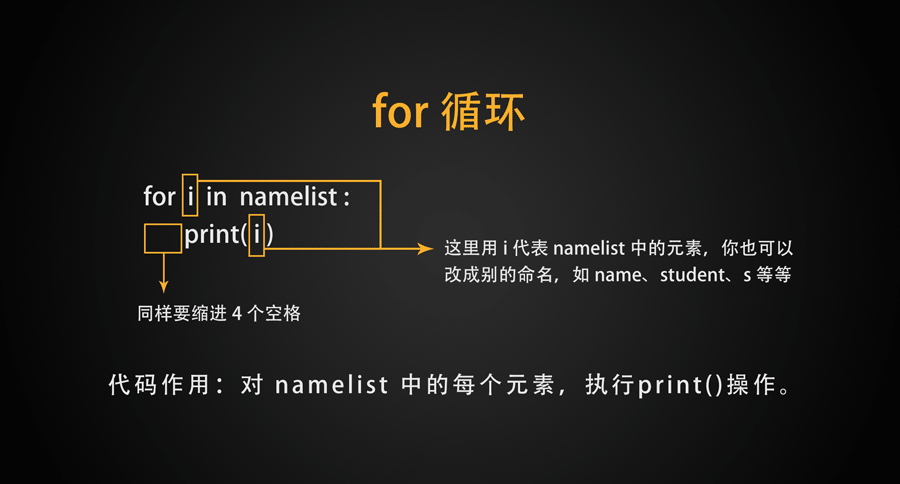 for 循环
for i in namelist :
print( i )
这里用 i 代表 namelist 中的元素，你也可以
改成别的命名，如 name、student、s 等等
同样要缩进 4 个空格
代码作用：对 namelist 中的每个元素，执行print()操作。